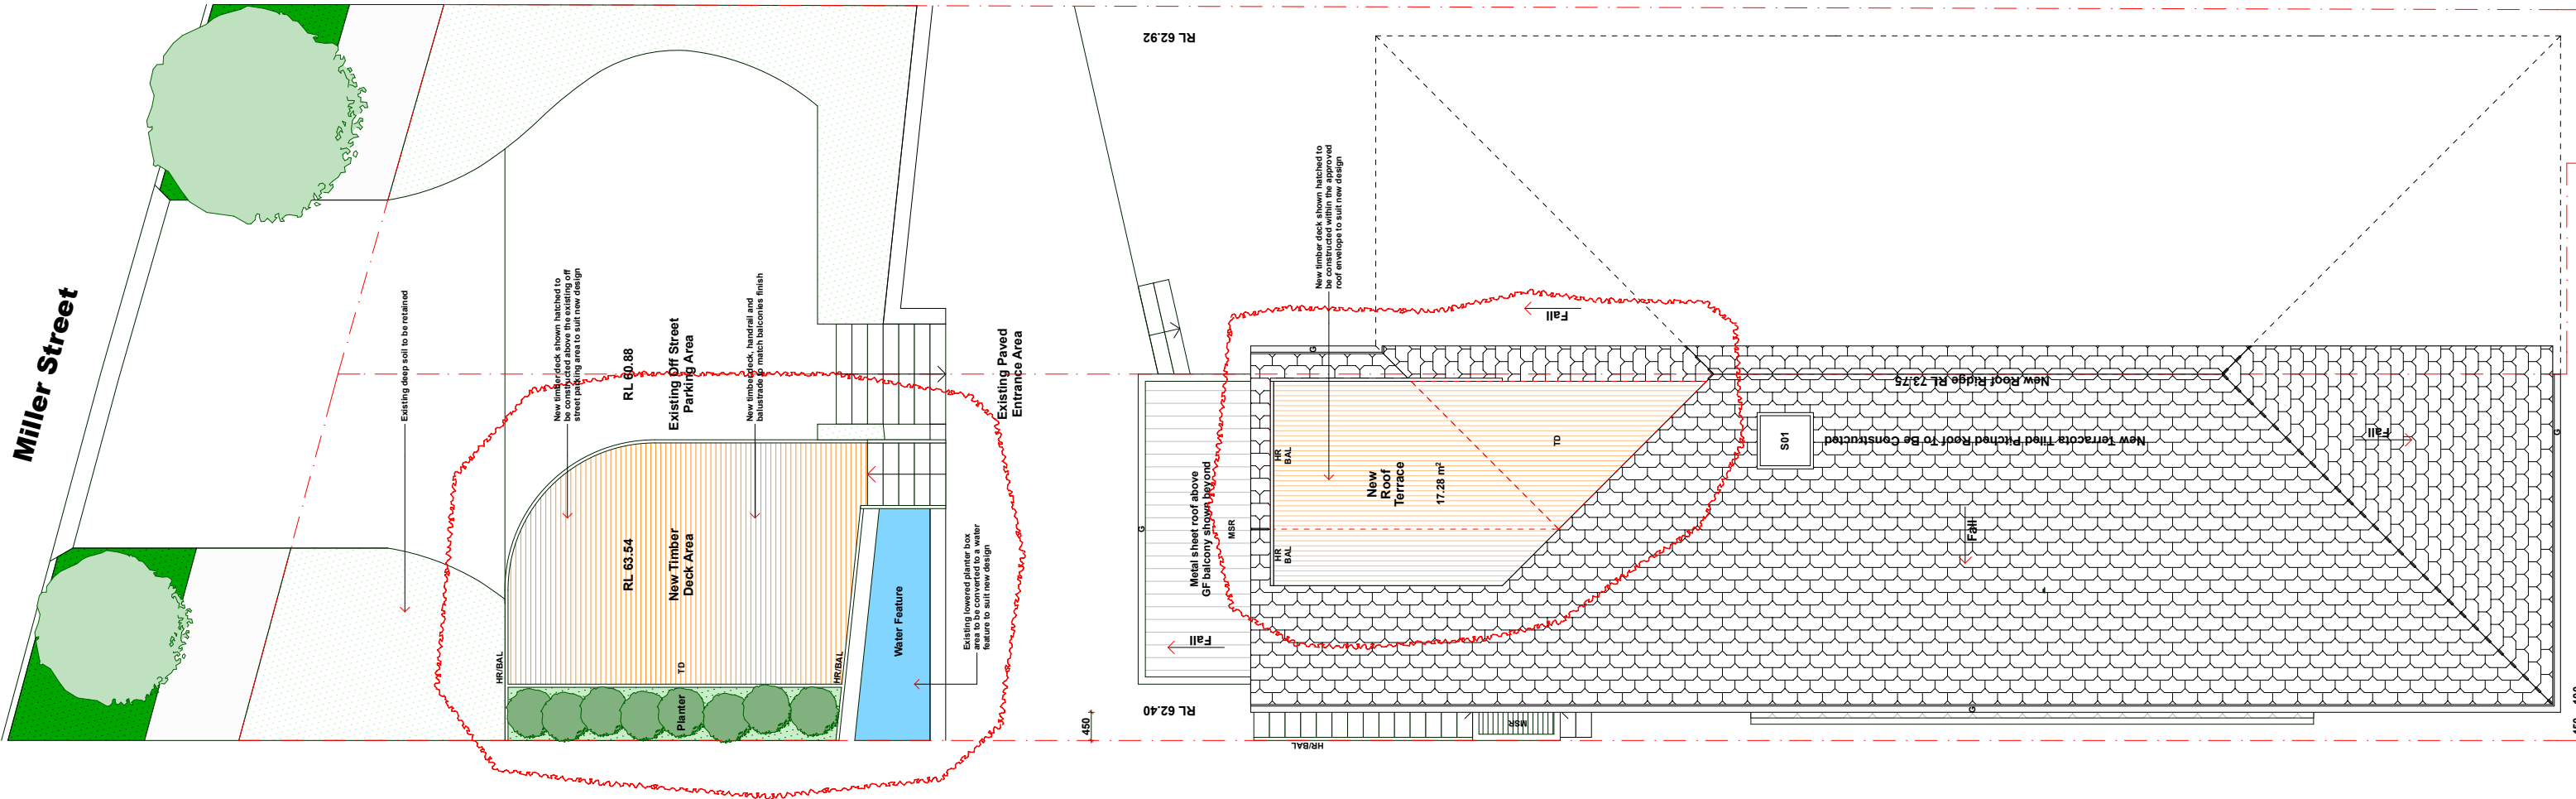 Miller Street
Existing deep soil to be retained
New timber deck shown hatched to
be constructed above the existing off
street parking area to suit new design
RL 60.88
Existing Off Street
Parking Area
New timber deck, handrail and
balustrade to match balconies finish
Existing Paved
Entrance Area
RL 63.54
New Timber
Deck Area
TD
HR/BAL
HR/BAL
Planter
Water Feature
Existing lowered planter box
area to be converted to a water
feature to suit new design
450
RL 62.92
RL 62.40
G
Metal sheet roof above
GF balcony shown beyond
MSR
Fall
New timber deck shown hatched to
be constructed within the approved
roof envelope to suit new design
Fall
G
HR
BAL
HR
BAL
New
Roof
Terrace
17.28 m²
TD
S01
New Roof Ridge RL 73.75
New Terracota Tiled Pitched Roof To Be Constructed
Fall
Fall
G
G
MSR
HR/BAL